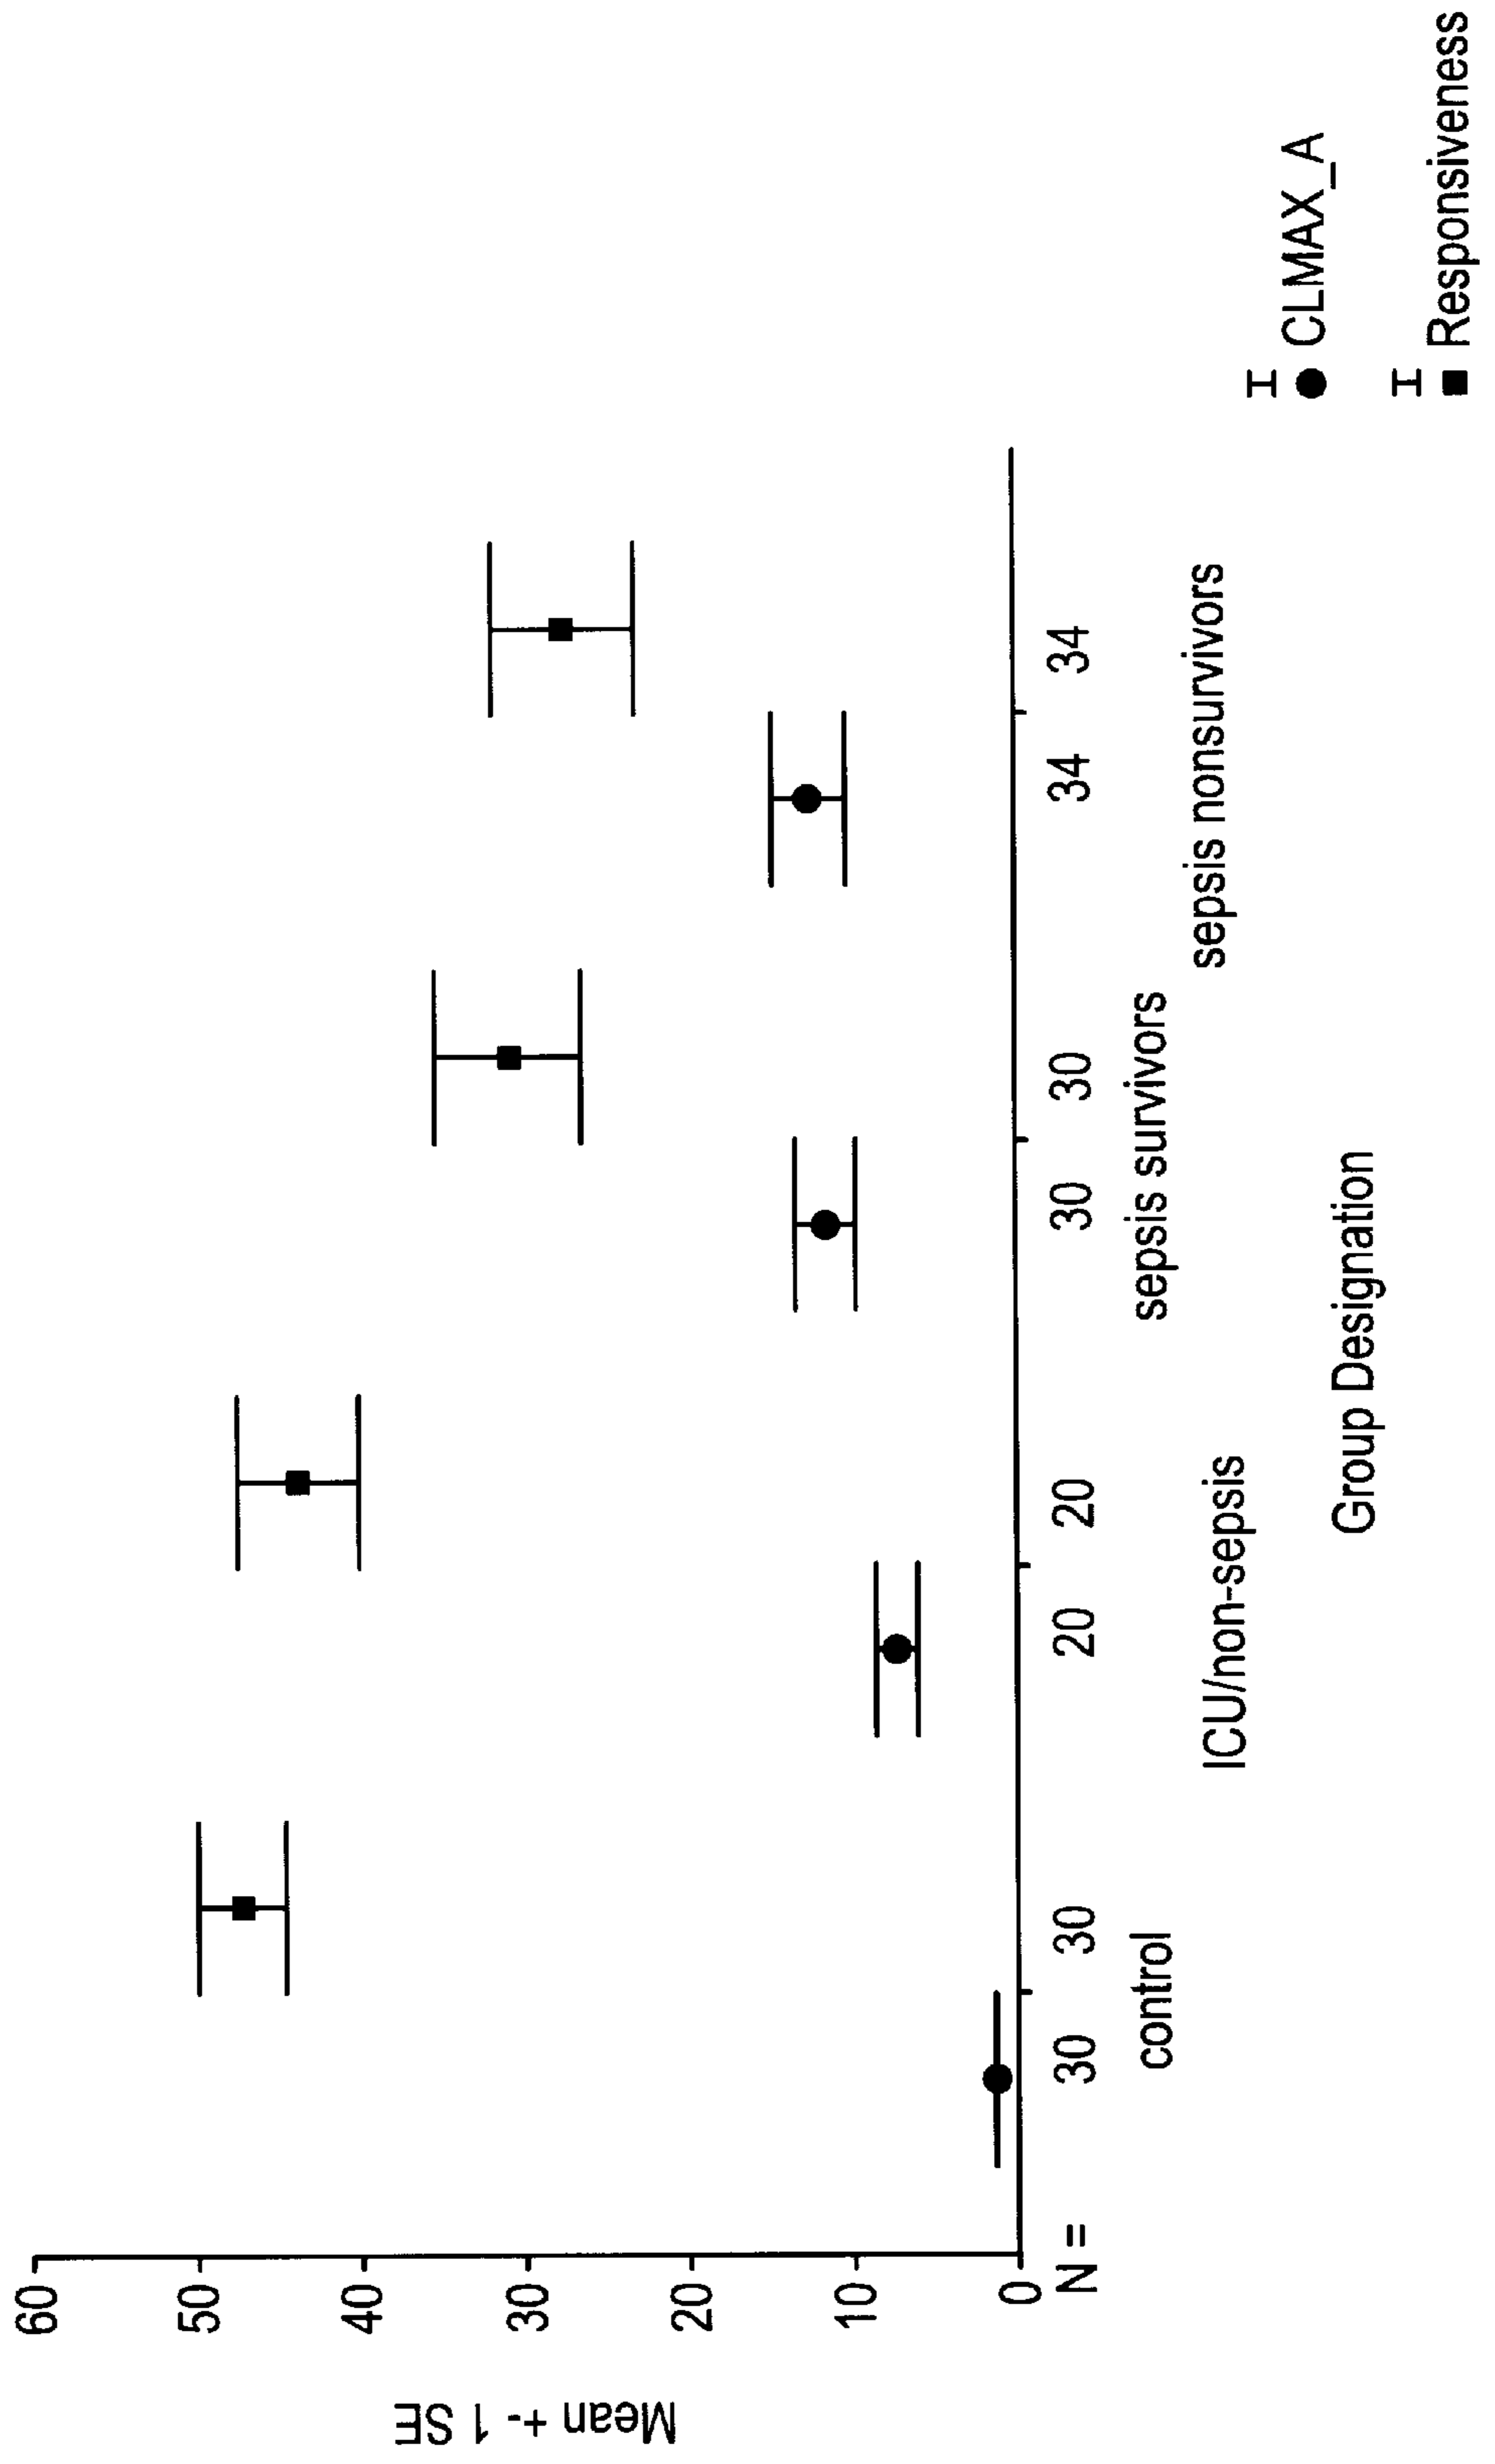 Mean +- 1 SE
60
50
40
30
20
10
0
N = 30 30 20 20 30 30 34 34
control
ICU/non-sepsis
sepsis survivors
sepsis nonsurvivors
Group Designation
CLMAX_A
Responsiveness